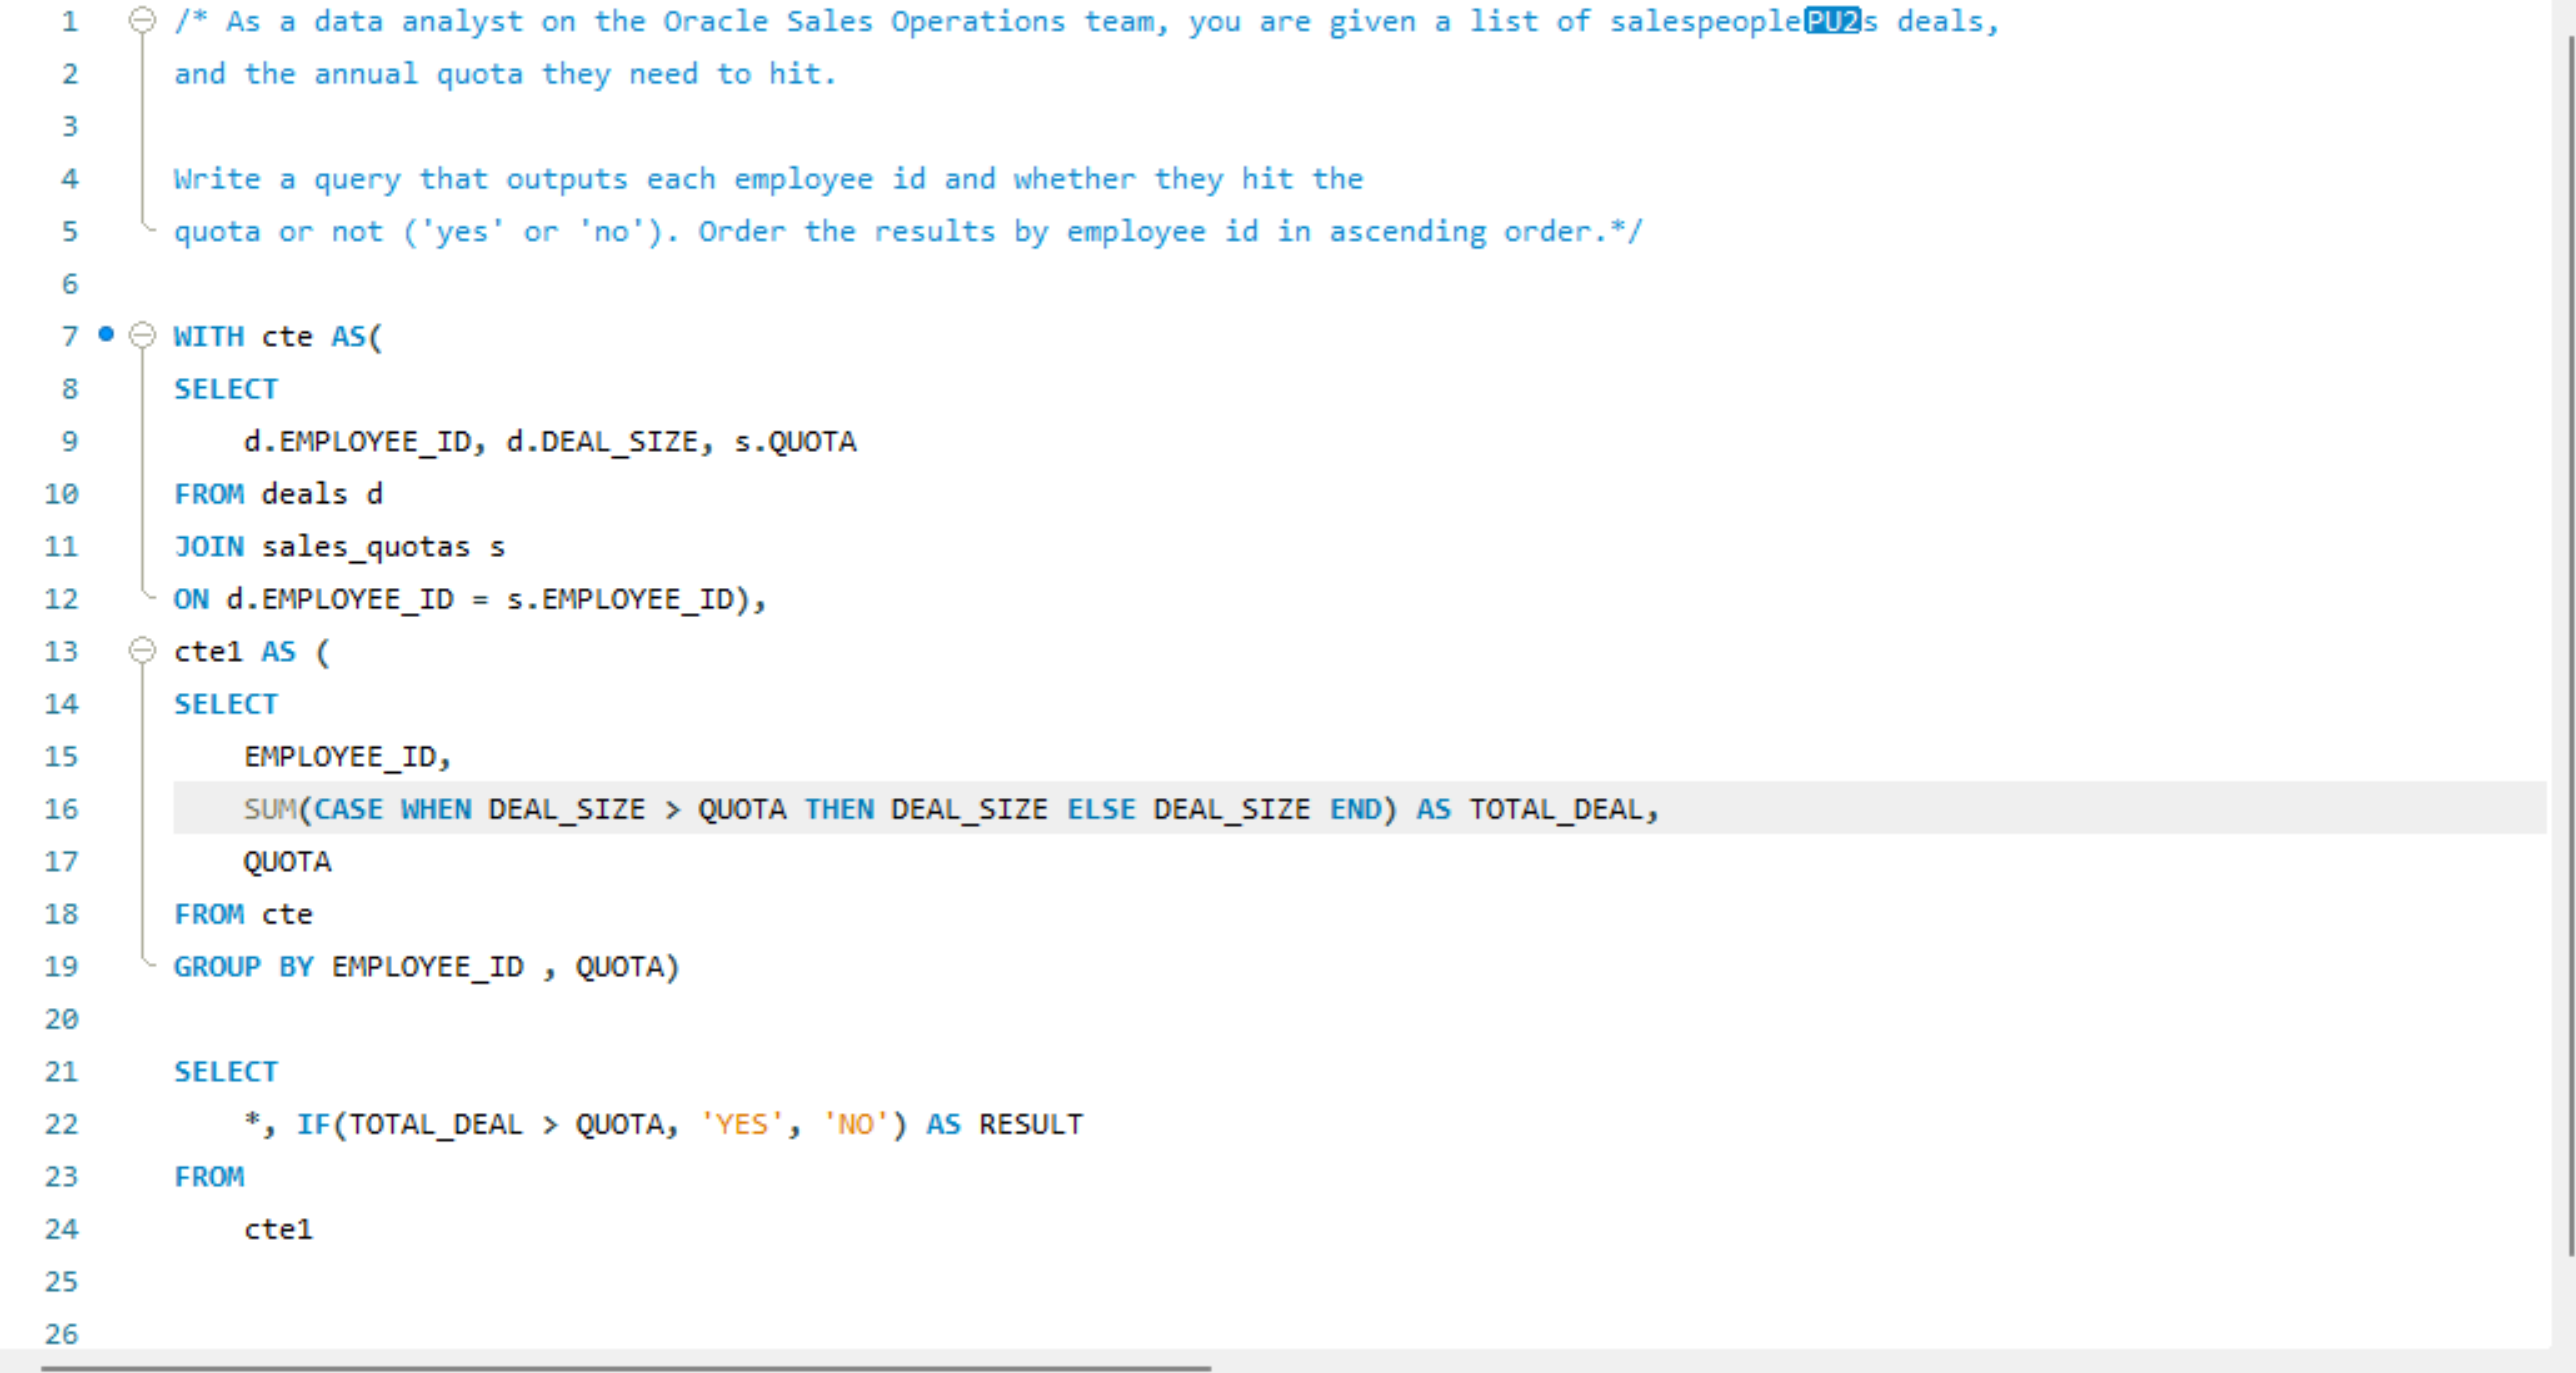 1 /* As a data analyst on the Oracle Sales Operations team, you are given a list of salespeoplePU2s deals,
2 and the annual quota they need to hit.
3
4 Write a query that outputs each employee id and whether they hit the
5 quota or not ('yes' or 'no'). Order the results by employee id in ascending order.*/
6
7 WITH cte AS(
8 SELECT
9 d.EMPLOYEE_ID, d.DEAL_SIZE, s.QUOTA
10 FROM deals d
11 JOIN sales_quotas s
12 ON d.EMPLOYEE_ID = s.EMPLOYEE_ID),
13 cte1 AS (
14 SELECT
15 EMPLOYEE_ID,
16 SUM(CASE WHEN DEAL_SIZE > QUOTA THEN DEAL_SIZE ELSE DEAL_SIZE END) AS TOTAL_DEAL,
17 QUOTA
18 FROM cte
19 GROUP BY EMPLOYEE_ID , QUOTA)
20
21 SELECT
22 *, IF(TOTAL_DEAL > QUOTA, 'YES', 'NO') AS RESULT
23 FROM
24 cte1
25
26